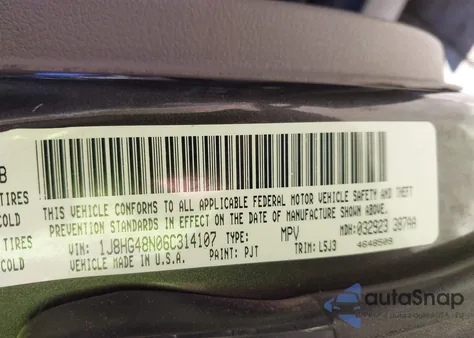 B
TIRES
COLD
TIRES
COLD
THIS VEHICLE CONFORMS TO ALL APPLICABLE FEDERAL MOTOR VEHICLE SAFETY AND THEFT
PREVENTION STANDARDS IN EFFECT ON THE DATE OF MANUFACTURE SHOWN ABOVE.
VIN: 1J8HG48N06C314107 TYPE: MPV MDH: 032923 387AA
VEHICLE MADE IN U.S.A. PAINT: PJT TRIM: L5J3 4648509
autoSnap